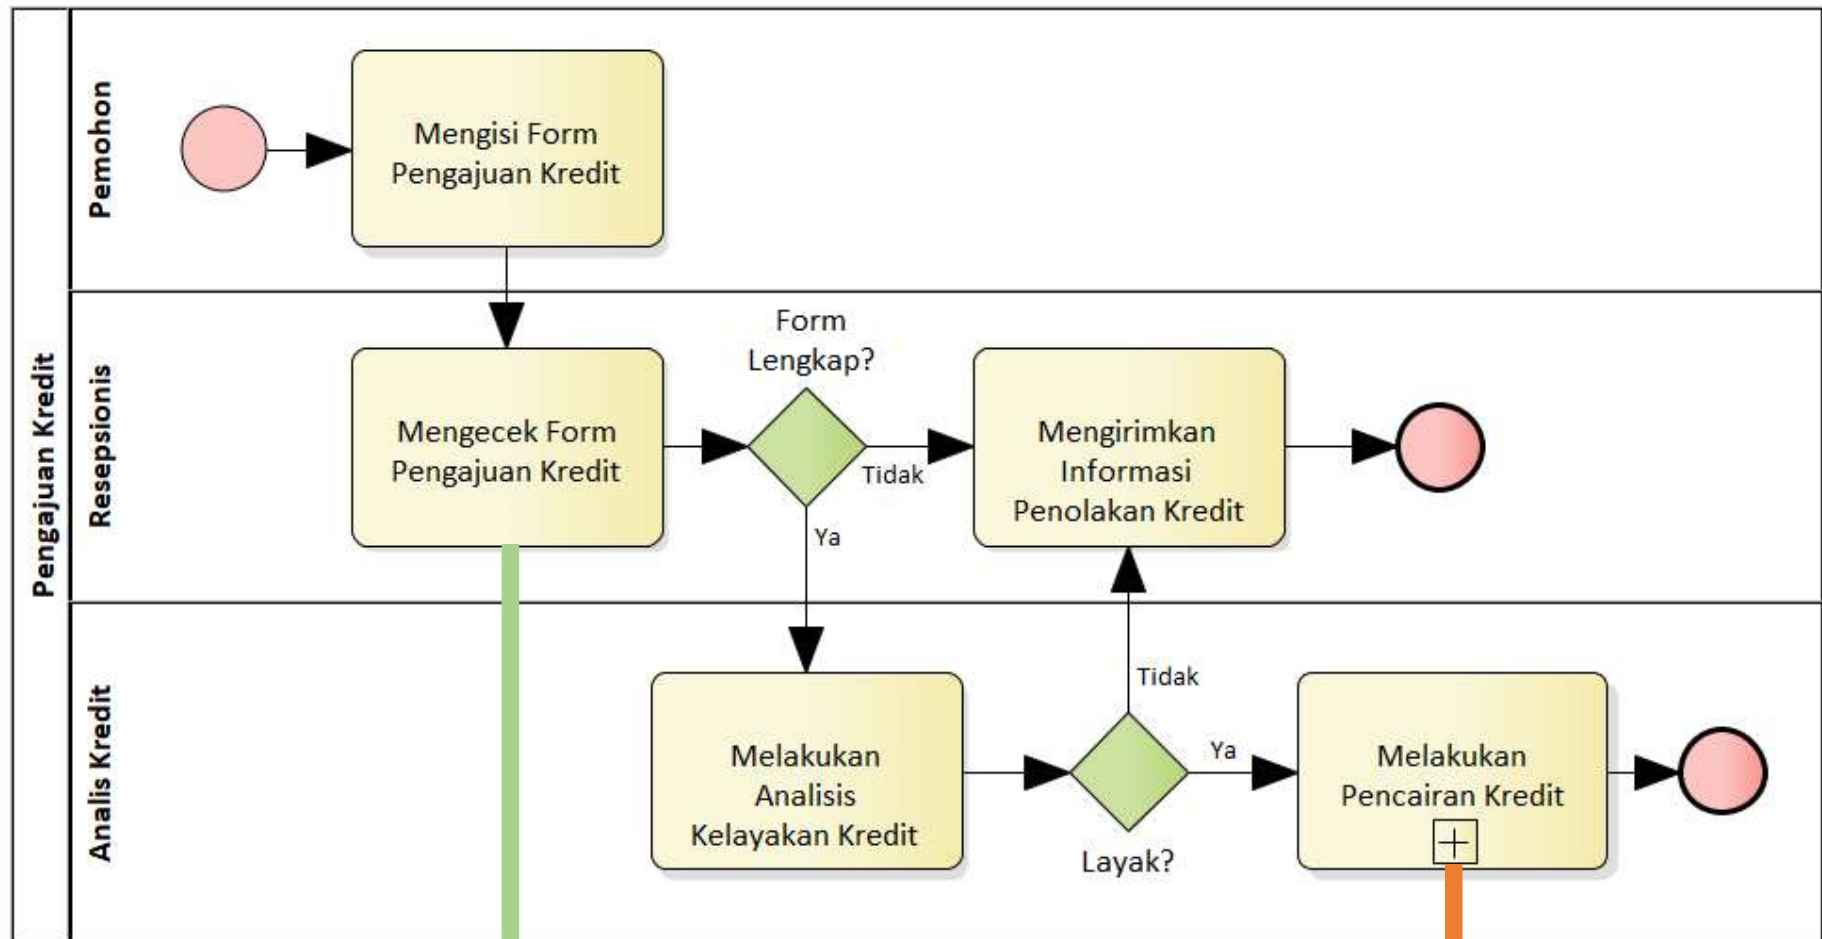 Pengajuan Kredit
Pemohon
Mengisi Form
Pengajuan Kredit
Resepsionis
Mengecek Form
Pengajuan Kredit
Form
Lengkap?
Tidak
Ya
Mengirimkan
Informasi
Penolakan Kredit
Analis Kredit
Melakukan
Analisis
Kelayakan Kredit
Layak?
Tidak
Ya
Melakukan
Pencairan Kredit